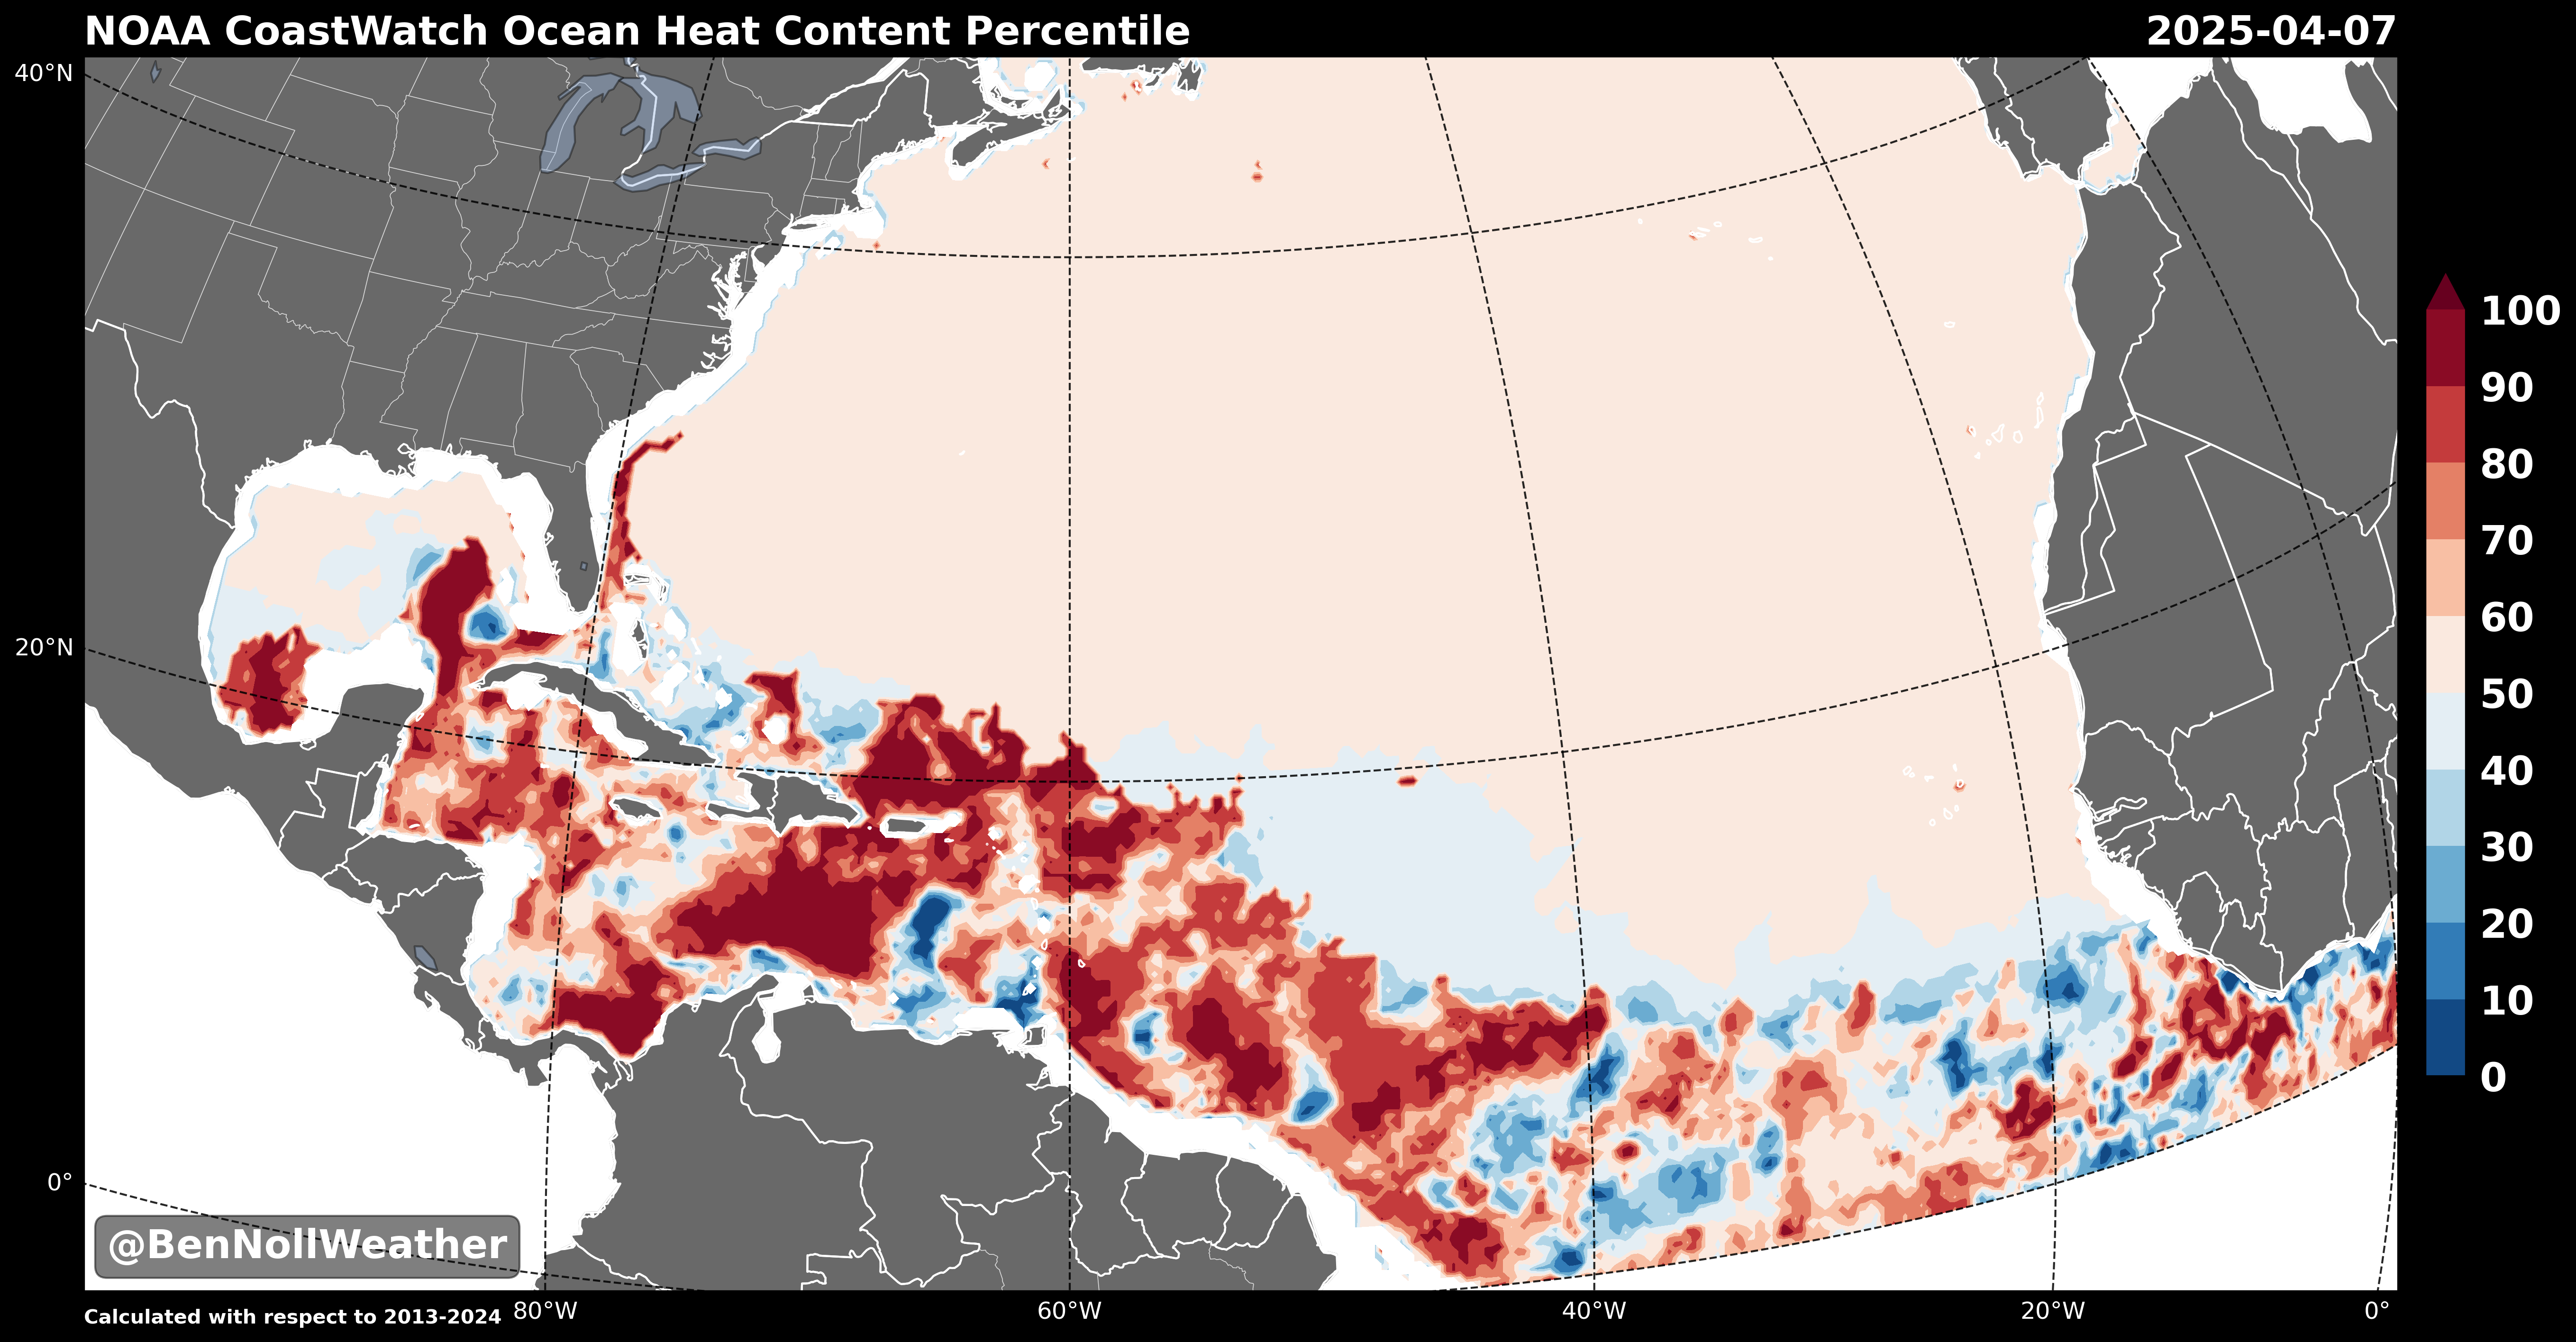 NOAA CoastWatch Ocean Heat Content Percentile 2025-04-07
40°N
20°N
0°
100
90
80
70
60
50
40
30
20
10
0
@BenNollWeather
Calculated with respect to 2013-2024
80°W 60°W 40°W 20°W 0°